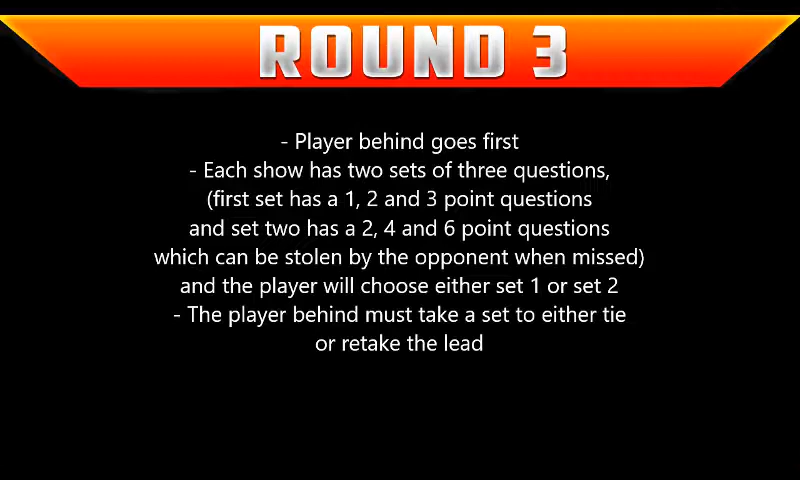 ROUND 3
- Player behind goes first
- Each show has two sets of three questions,
(first set has a 1, 2 and 3 point questions
and set two has a 2, 4 and 6 point questions
which can be stolen by the opponent when missed)
and the player will choose either set 1 or set 2
- The player behind must take a set to either tie
or retake the lead